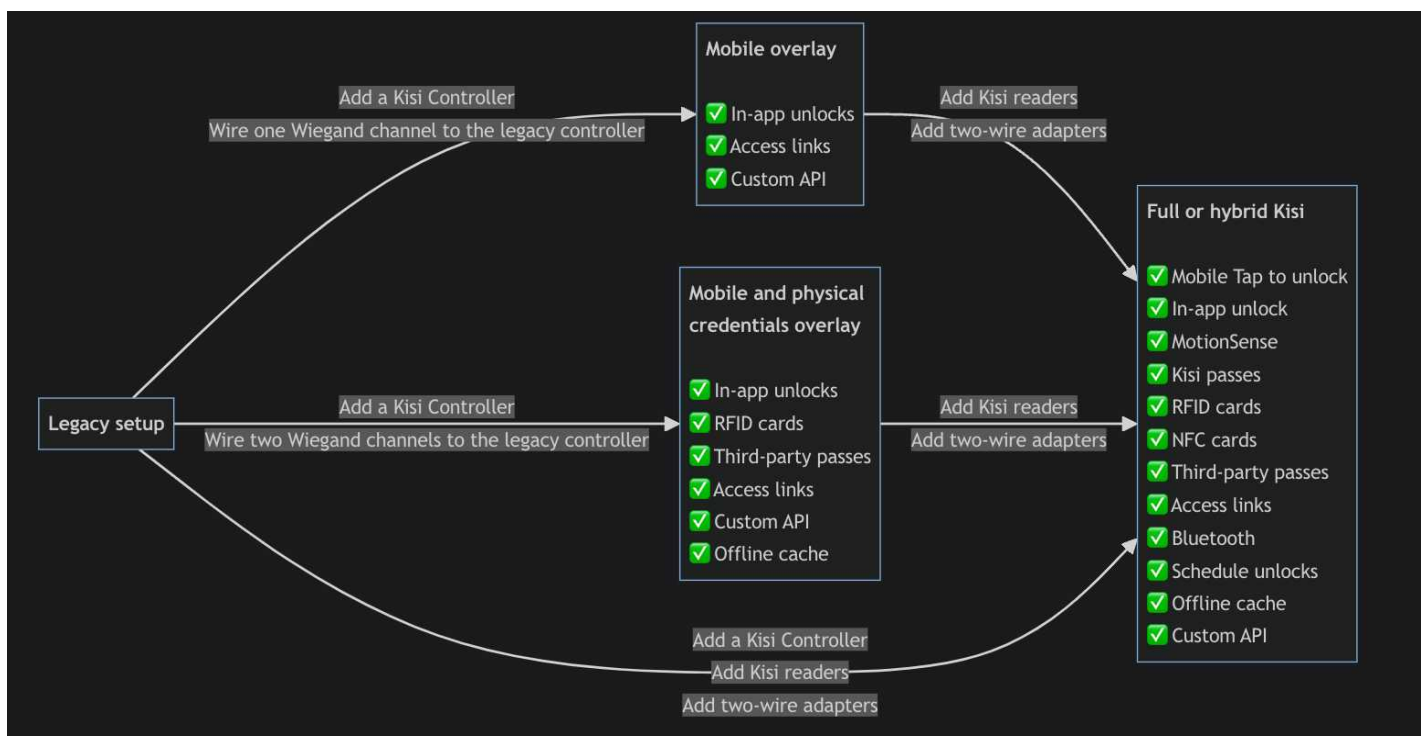 Mobile overlay
✅ In-app unlocks
✅ Access links
✅ Custom API
Add a Kisi Controller
Wire one Wiegand channel to the legacy controller
Add Kisi readers
Add two-wire adapters
Legacy setup
Add a Kisi Controller
Wire two Wiegand channels to the legacy controller
Mobile and physical
credentials overlay
✅ In-app unlocks
✅ RFID cards
✅ Third-party passes
✅ Access links
✅ Custom API
✅ Offline cache
Add Kisi readers
Add two-wire adapters
Add a Kisi Controller
Add Kisi readers
Add two-wire adapters
Full or hybrid Kisi
✅ Mobile Tap to unlock
✅ In-app unlock
✅ MotionSense
✅ Kisi passes
✅ RFID cards
✅ NFC cards
✅ Third-party passes
✅ Access links
✅ Bluetooth
✅ Schedule unlocks
✅ Offline cache
✅ Custom API